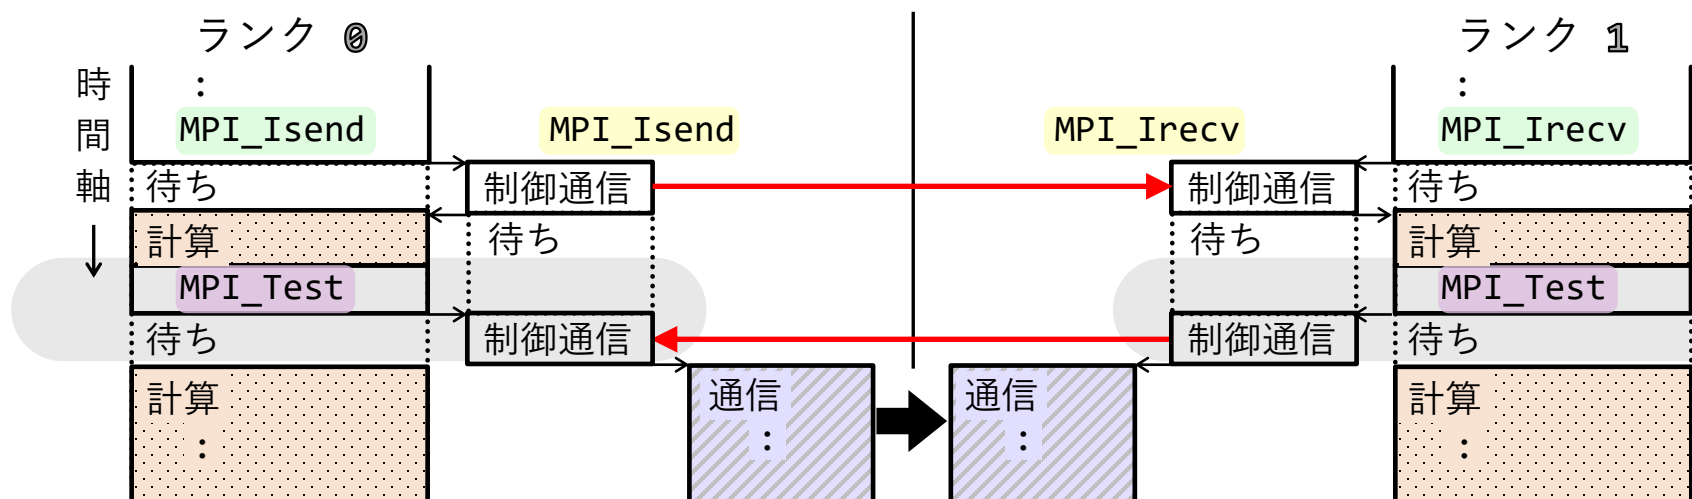 ランク 0
ランク 1
時間軸
:
:
MPI_Isend
MPI_Isend
MPI_Irecv
MPI_Irecv
待ち
制御通信
制御通信
待ち
計算
待ち
待ち
計算
MPI_Test
MPI_Test
待ち
制御通信
制御通信
待ち
計算
通信
通信
計算
:
:
:
: